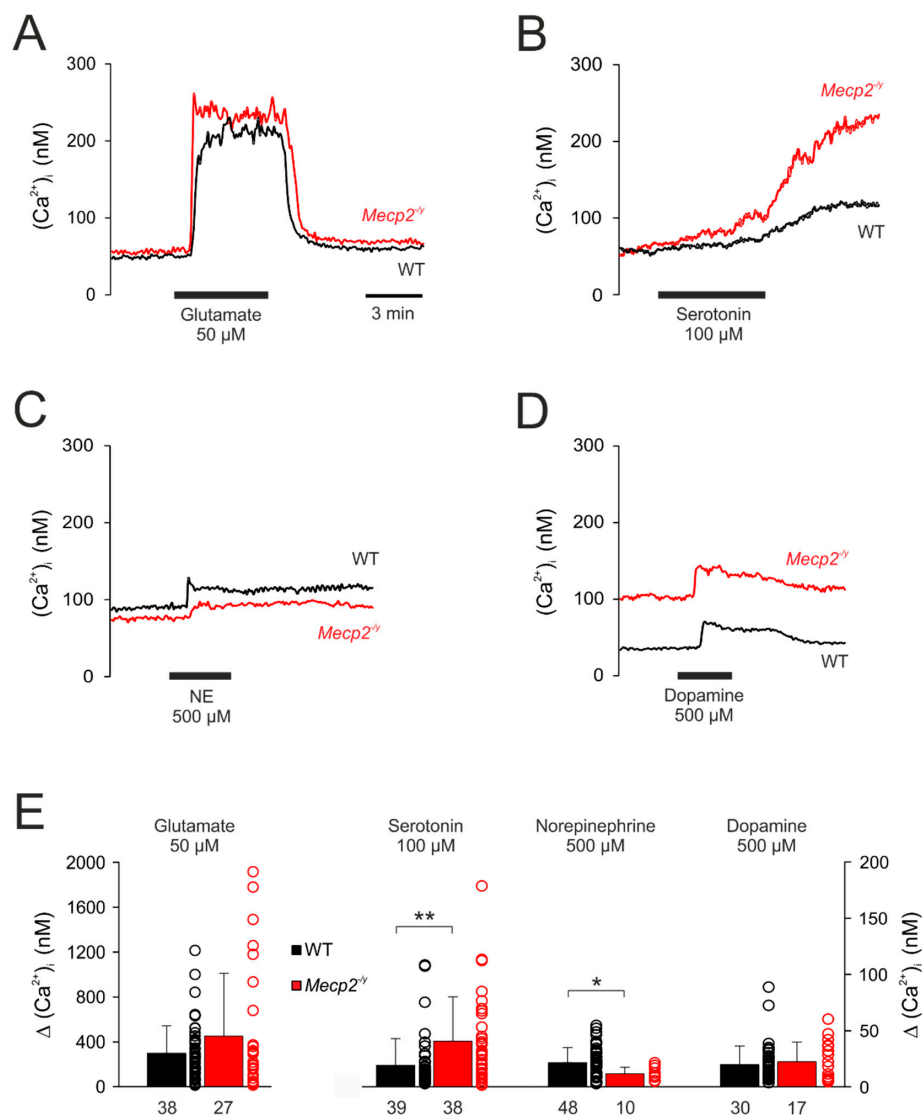 A
300
200
100
0
(Ca²⁺)ᵢ (nM)
Mecp2⁻/ʸ
WT
Glutamate
50 µM
3 min
B
300
200
100
0
(Ca²⁺)ᵢ (nM)
Mecp2⁻/ʸ
WT
Serotonin
100 µM
C
300
200
100
0
(Ca²⁺)ᵢ (nM)
WT
Mecp2⁻/ʸ
NE
500 µM
D
300
200
100
0
(Ca²⁺)ᵢ (nM)
Mecp2⁻/ʸ
WT
Dopamine
500 µM
E
Glutamate
50 µM
Serotonin
100 µM
Norepinephrine
500 µM
Dopamine
500 µM
2000
1600
1200
800
400
0
Δ (Ca²⁺)ᵢ (nM)
WT
Mecp2⁻/ʸ
**
*
200
150
100
50
0
Δ (Ca²⁺)ᵢ (nM)
38 27 39 38 48 10 30 17